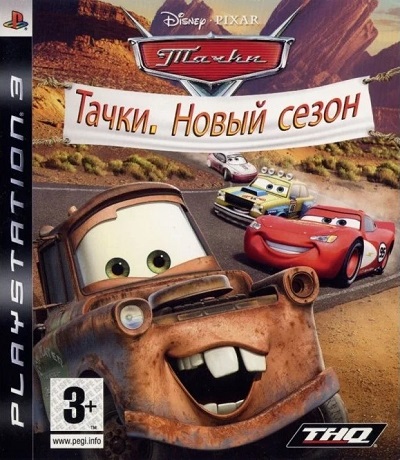 Disney · PIXAR
Тачки
Тачки. Новый сезон
PLAYSTATION 3
3+
www.pegi.info
THQ